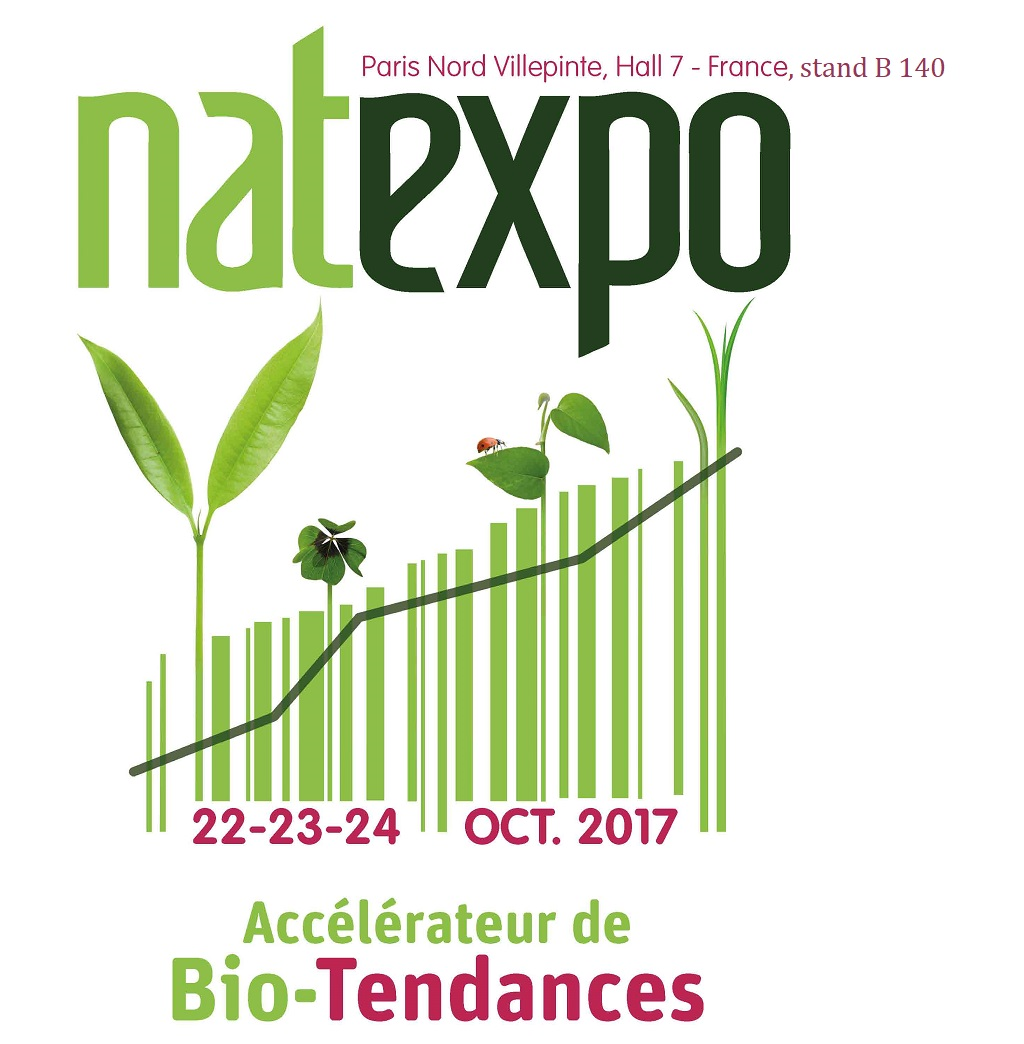 Paris Nord Villepinte, Hall 7 - France, stand B 140
natexpo
22-23-24 OCT. 2017
Accélérateur de
Bio-Tendances